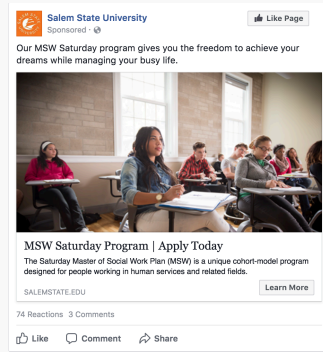 Salem State University
Sponsored ·
Like Page
Our MSW Saturday program gives you the freedom to achieve your
dreams while managing your busy life.
MSW Saturday Program | Apply Today
The Saturday Master of Social Work Plan (MSW) is a unique cohort-model program
designed for people working in human services and related fields.
SALEMSTATE.EDU
Learn More
74 Reactions 3 Comments
Like Comment Share